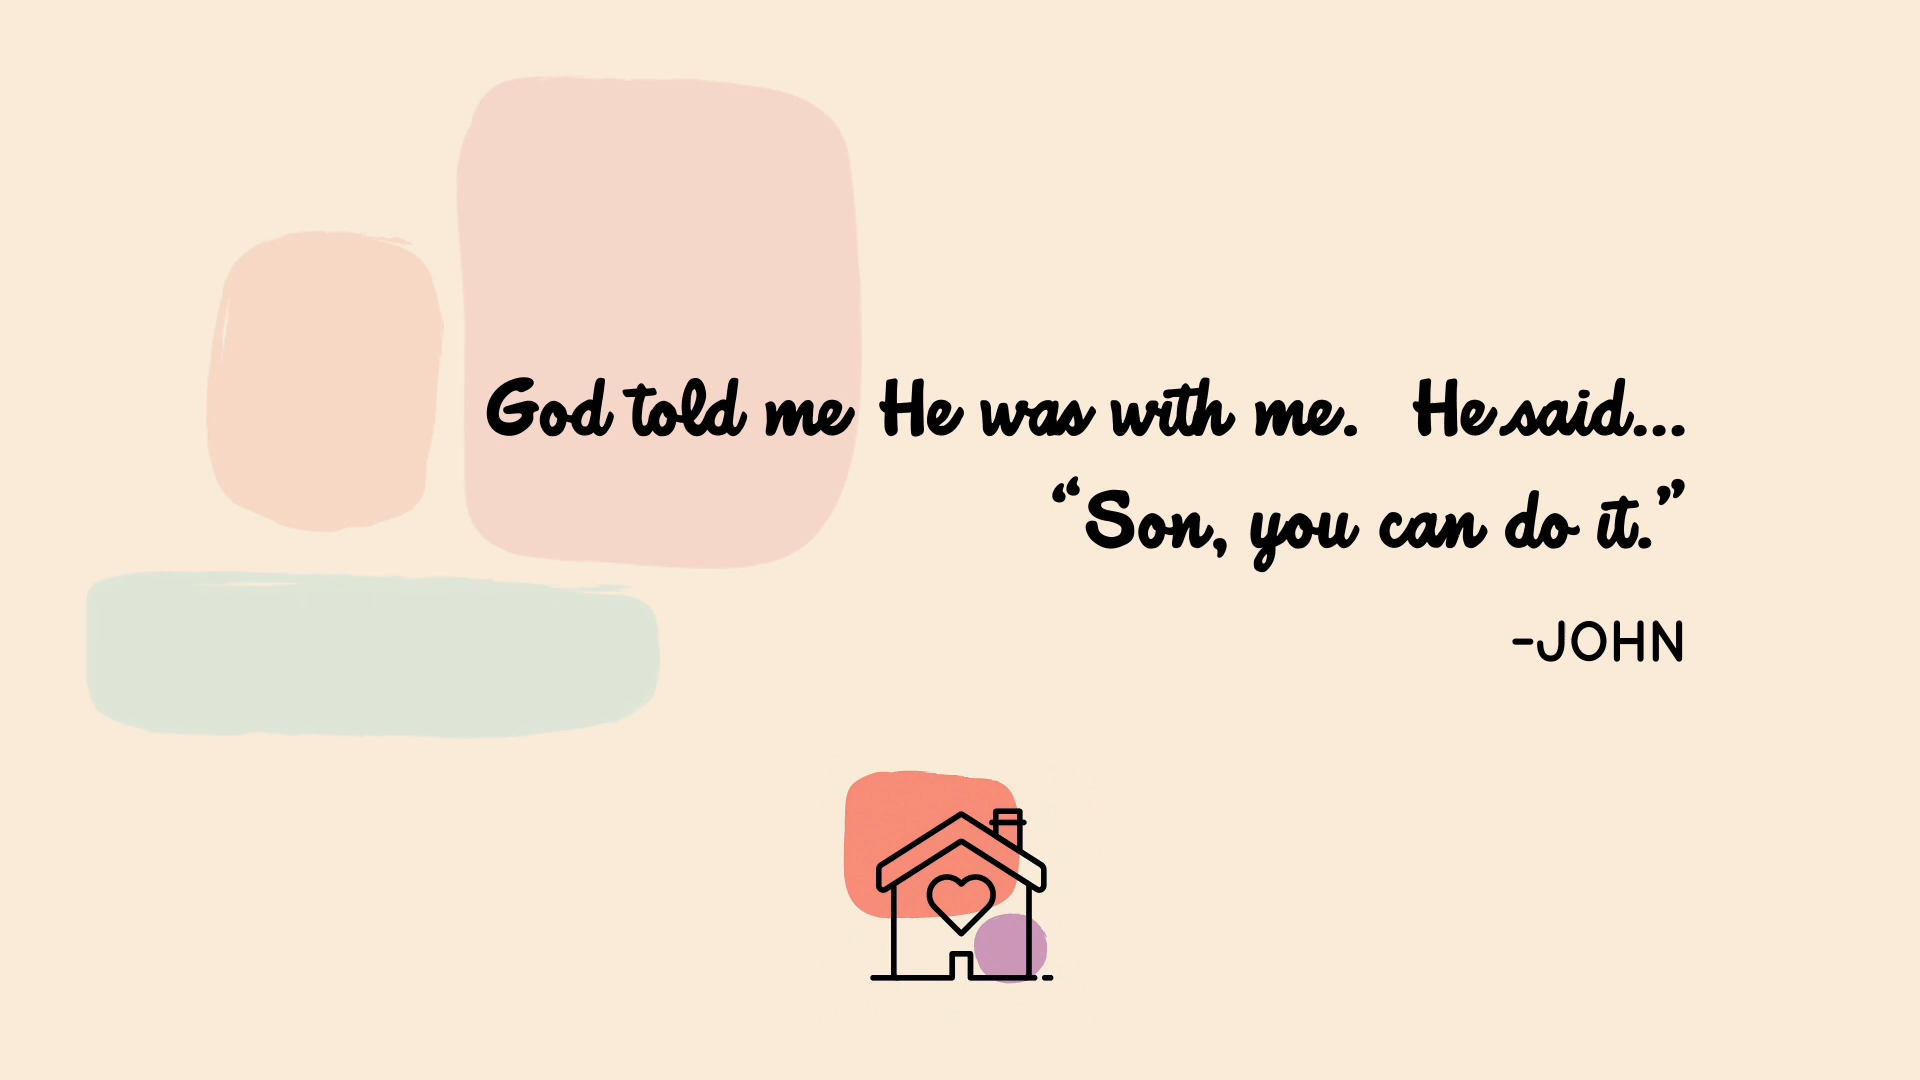 God told me He was with me. He said...
“Son, you can do it.”
-JOHN